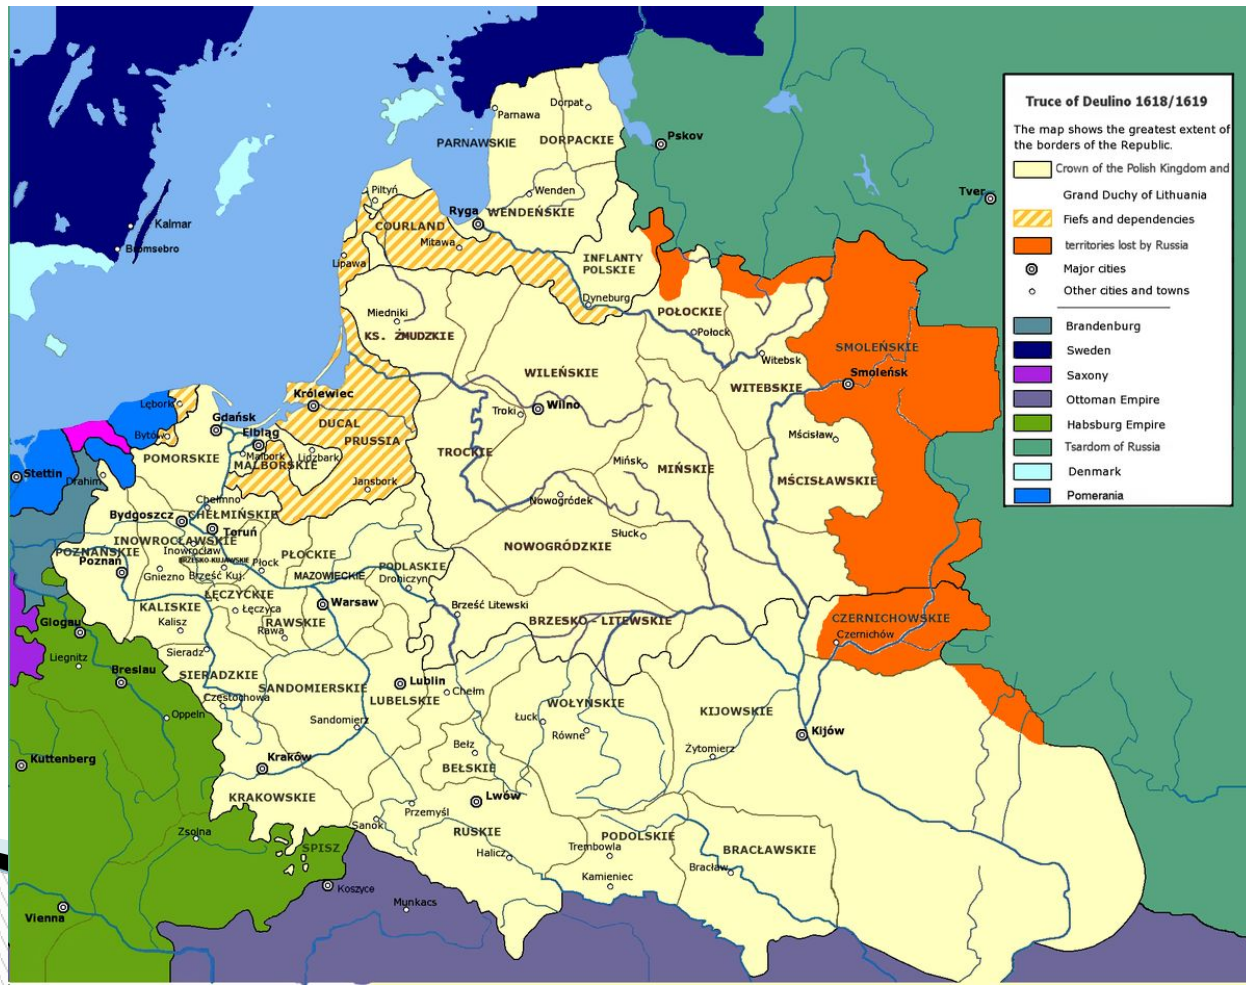 Truce of Deulino 1618/1619
The map shows the greatest extent of
the borders of the Republic.
Crown of the Polish Kingdom and
Grand Duchy of Lithuania
Fiefs and dependencies
territories lost by Russia
Major cities
Other cities and towns
Brandenburg
Sweden
Saxony
Ottoman Empire
Habsburg Empire
Tsardom of Russia
Denmark
Pomerania
Parnawa
Dorpat
PARNAWSKIE
DORPACKIE
Pskov
Tver
Piltyń
Wenden
Ryga
WENDEŃSKIE
Kalmar
COURLAND
Mitawa
Bromsebro
Lipawa
INFLANTY
POLSKIE
Dyneburg
Miedniki
POŁOCKIE
KS. ŻMUDZKIE
Połock
SMOLEŃSKIE
Witebsk
WILEŃSKIE
Smoleńsk
WITEBSKIE
Królewiec
Lębork
Troki
Wilno
Gdańsk
DUCAL
PRUSSIA
Bytów
Elbląg
Mścisław
Malbork
Lidzbark
TROCKIE
POMORSKIE
MALBORSKIE
Mińsk
MIŃSKIE
Stettin
Drahim
Jansbork
MŚCISŁAWSKIE
Chełmno
Nowogródek
Bydgoszcz
CHEŁMIŃSKIE
Toruń
Słuck
INOWROCŁAWSKIE
NOWOGRÓDZKIE
POZNAŃSKIE
Inowrocław
PŁOCKIE
BRZESKO-KUJAWSKIE
Poznań
Płock
PODLASKIE
Gniezno
Brześć Kuj.
MAZOWIECKIE
Drohiczyn
ŁĘCZYCKIE
KALISKIE
Łęczyca
Warsaw
Brześć Litewski
Kalisz
RAWSKIE
BRZESKO - LITEWSKIE
CZERNICHOWSKIE
Glogau
Rawa
Czernichów
Liegnitz
Sieradz
Breslau
SIERADZKIE
SANDOMIERSKIE
Lublin
Chełm
Częstochowa
LUBELSKIE
WOŁYŃSKIE
Oppeln
KIJOWSKIE
Sandomierz
Łuck
Równe
Kijów
Bełz
Żytomierz
Kuttenberg
Kraków
BEŁSKIE
KRAKOWSKIE
Lwów
Przemyśl
Zsolna
Sanok
RUSKIE
PODOLSKIE
SPISZ
Halicz
Trembowla
BRACŁAWSKIE
Bracław
Koszyce
Kamieniec
Munkacs
Vienna